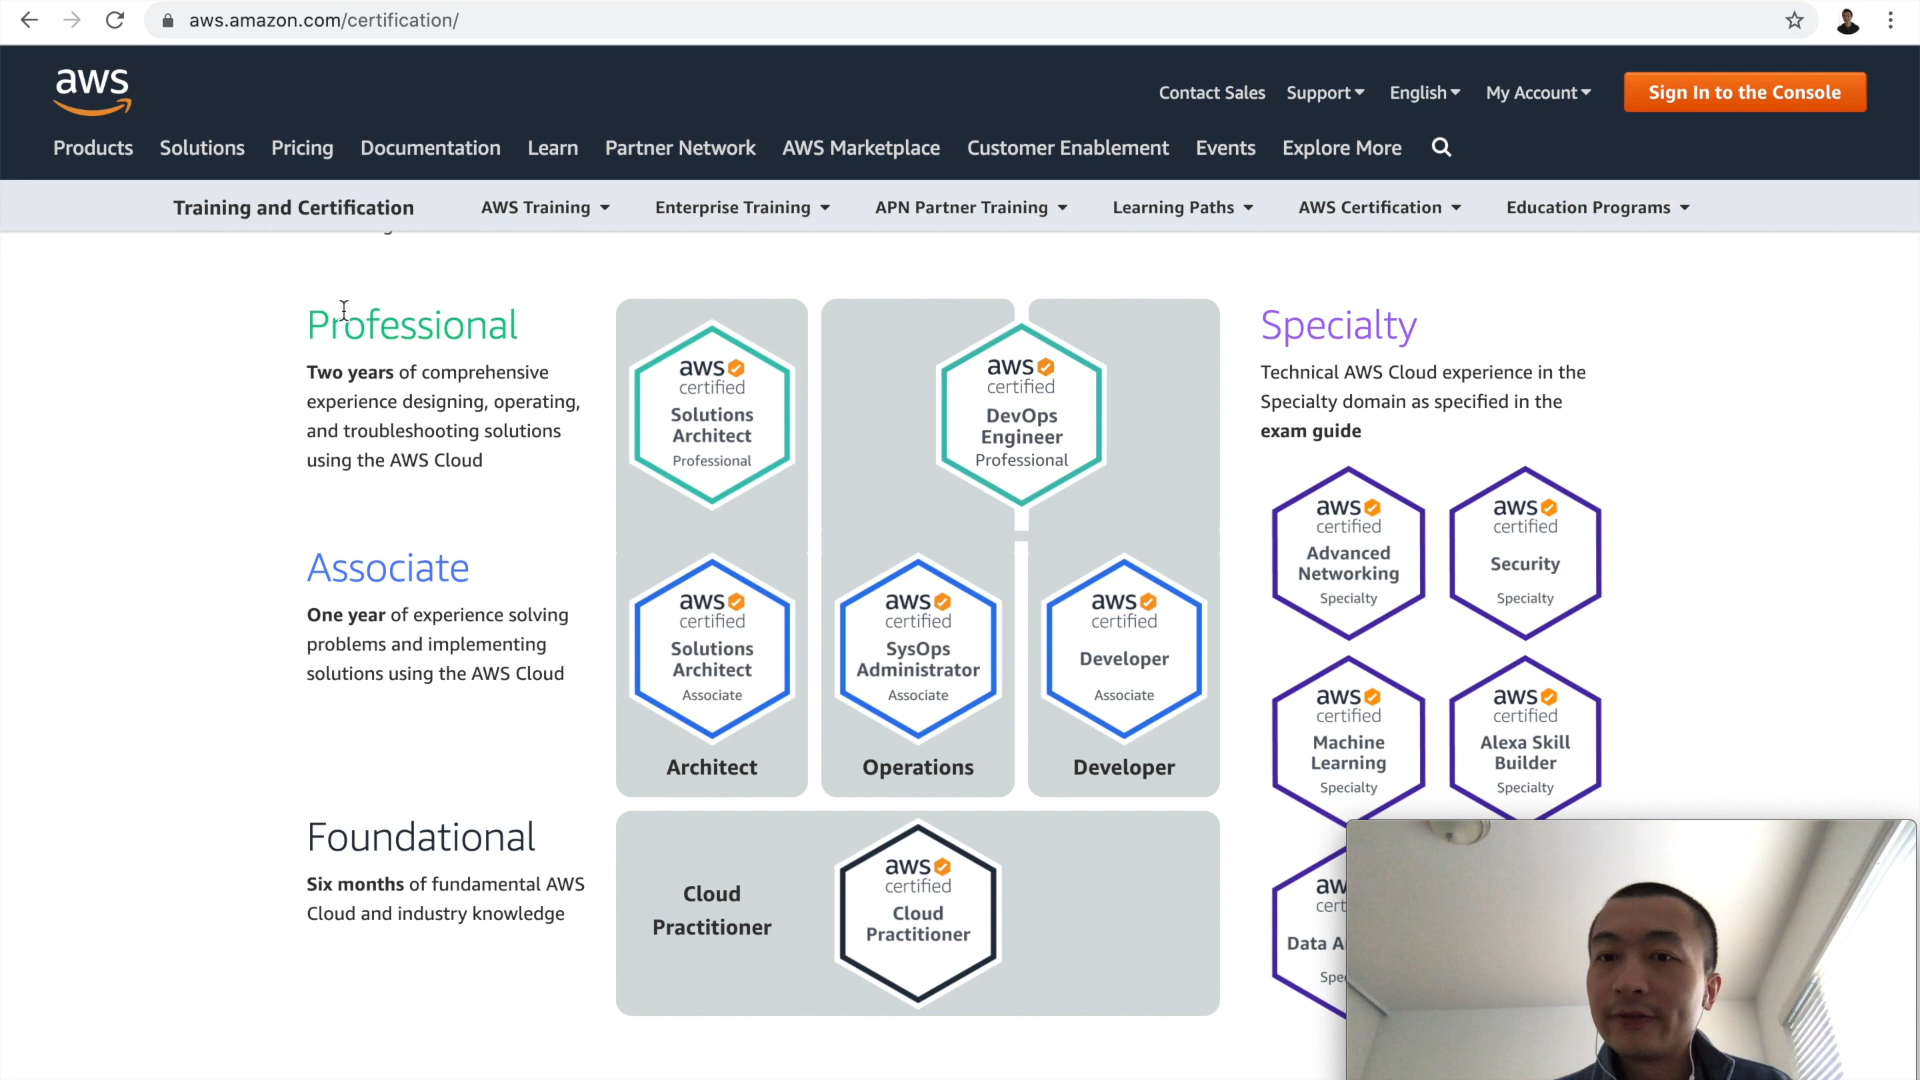 aws.amazon.com/certification/
aws
Contact Sales
Support
English
My Account
Sign In to the Console
Products
Solutions
Pricing
Documentation
Learn
Partner Network
AWS Marketplace
Customer Enablement
Events
Explore More
Training and Certification
AWS Training
Enterprise Training
APN Partner Training
Learning Paths
AWS Certification
Education Programs
Professional
Two years of comprehensive
experience designing, operating,
and troubleshooting solutions
using the AWS Cloud
aws
certified
Solutions
Architect
Professional
aws
certified
DevOps
Engineer
Professional
Associate
One year of experience solving
problems and implementing
solutions using the AWS Cloud
aws
certified
Solutions
Architect
Associate
Architect
aws
certified
SysOps
Administrator
Associate
Operations
aws
certified
Developer
Associate
Developer
Foundational
Six months of fundamental AWS
Cloud and industry knowledge
Cloud
Practitioner
aws
certified
Cloud
Practitioner
Specialty
Technical AWS Cloud experience in the
Specialty domain as specified in the
exam guide
aws
certified
Advanced
Networking
Specialty
aws
certified
Security
Specialty
aws
certified
Machine
Learning
Specialty
aws
certified
Alexa Skill
Builder
Specialty
Data